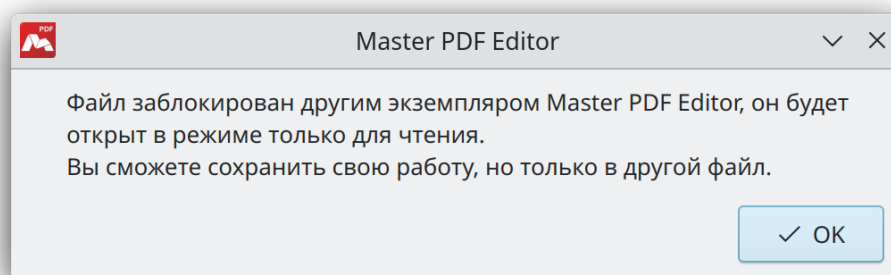 PDF
Master PDF Editor
Файл заблокирован другим экземпляром Master PDF Editor, он будет
открыт в режиме только для чтения.
Вы сможете сохранить свою работу, но только в другой файл.
OK